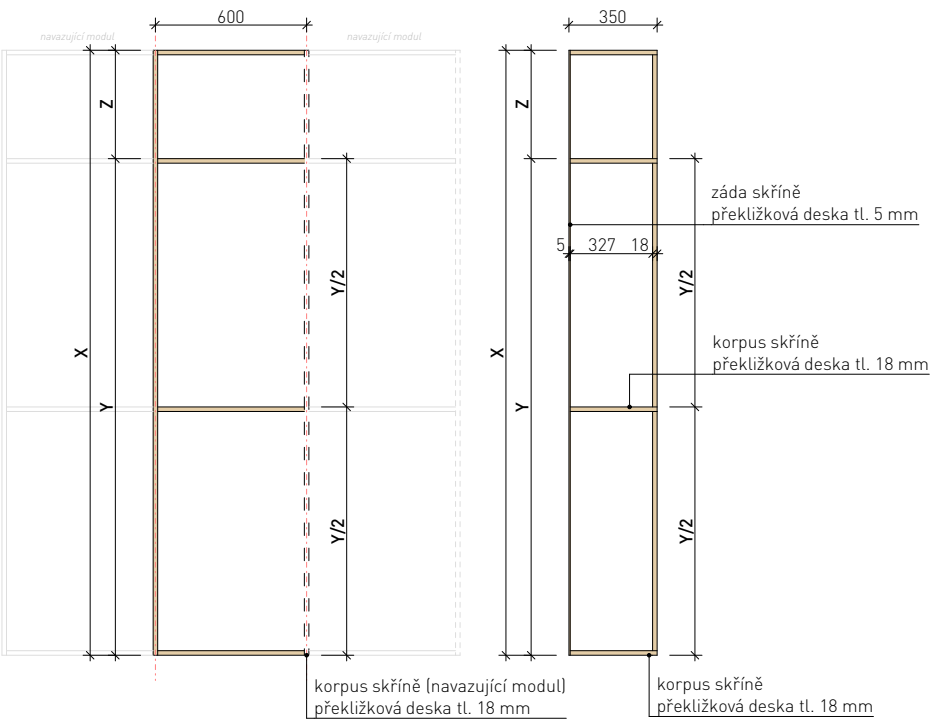 600
350
navazující modul
navazující modul
Z
Z
záda skříně
překližková deska tl. 5 mm
5 327 18
Y/2
Y/2
korpus skříně
překližková deska tl. 18 mm
X
X
Y
Y
Y/2
Y/2
korpus skříně (navazující modul)
překližková deska tl. 18 mm
korpus skříně
překližková deska tl. 18 mm